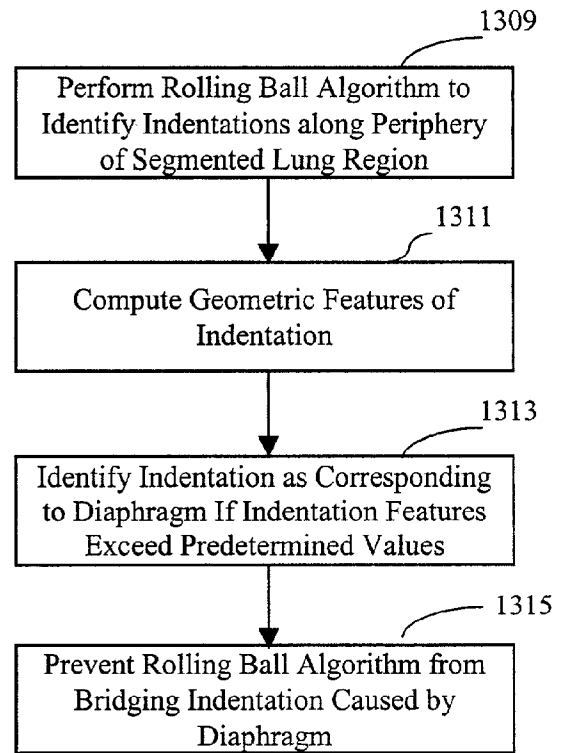 1309
Perform Rolling Ball Algorithm to
Identify Indentations along Periphery
of Segmented Lung Region
1311
Compute Geometric Features of
Indentation
1313
Identify Indentation as Corresponding
to Diaphragm If Indentation Features
Exceed Predetermined Values
1315
Prevent Rolling Ball Algorithm from
Bridging Indentation Caused by
Diaphragm